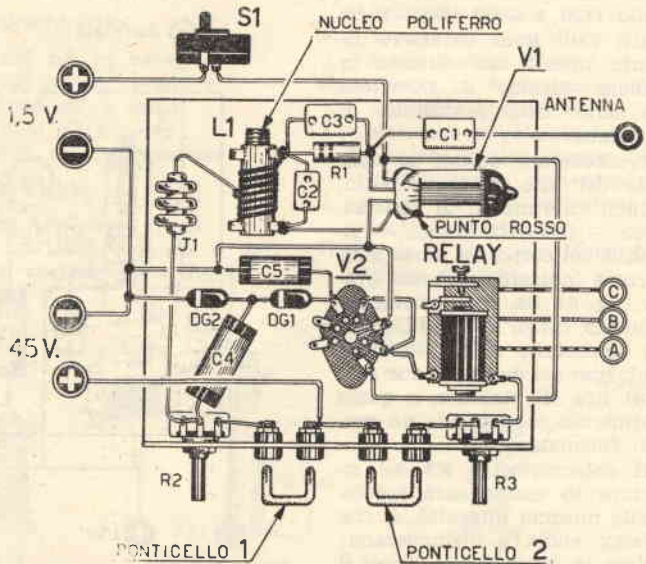 S1
NUCLEO POLIFERRO
V1
1,5 V.
L1
C3
C1
ANTENNA
R1
C2
J1
PUNTO ROSSO
RELAY
C5
V2
C
B
A
DG2
DG1
45 V.
C4
R2
R3
PONTICELLO 1
PONTICELLO 2